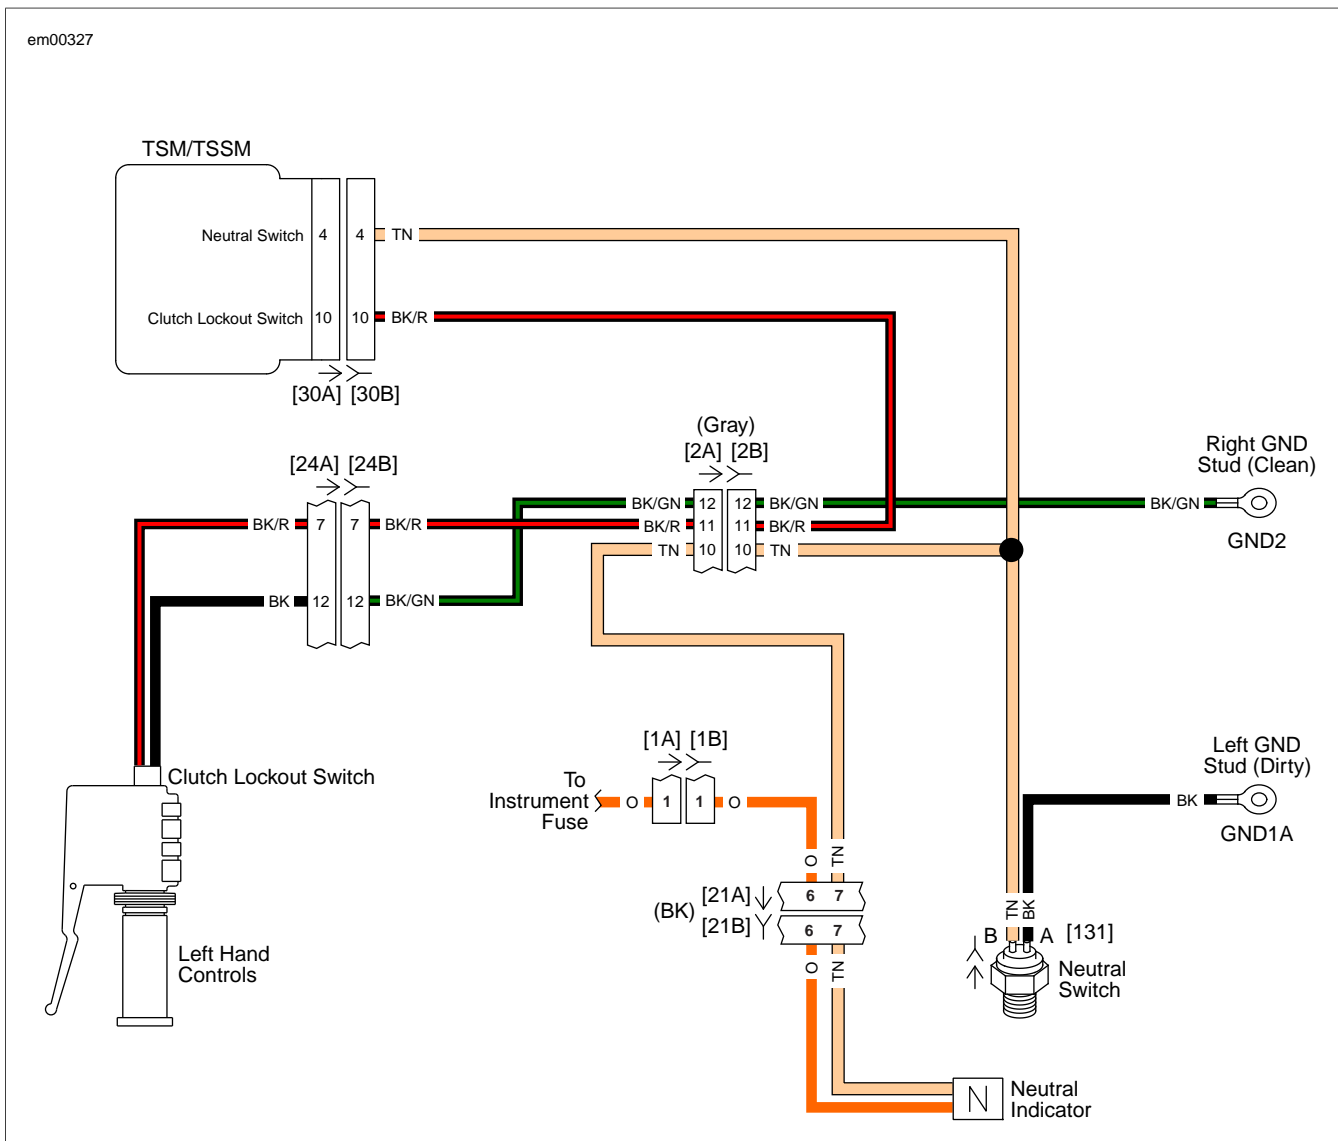 em00327
TSM/TSSM
Neutral Switch 4 4 TN
Clutch Lockout Switch 10 10 BK/R
[30A] [30B]
(Gray)
[2A] [2B]
[24A] [24B]
Right GND
Stud (Clean)
BK/GN 12 12 BK/GN BK/GN
BK/R 7 7 BK/R BK/R 11 11 BK/R
GND2
TN 10 10 TN
BK 12 12 BK/GN
[1A] [1B]
Left GND
Stud (Dirty)
Clutch Lockout Switch
To
Instrument
Fuse
O 1 1 O
BK
GND1A
O TN
[21A] 6 7
(BK)
[21B] 6 7
O TN
TN BK
B A [131]
Neutral
Switch
Left Hand
Controls
N
Neutral
Indicator